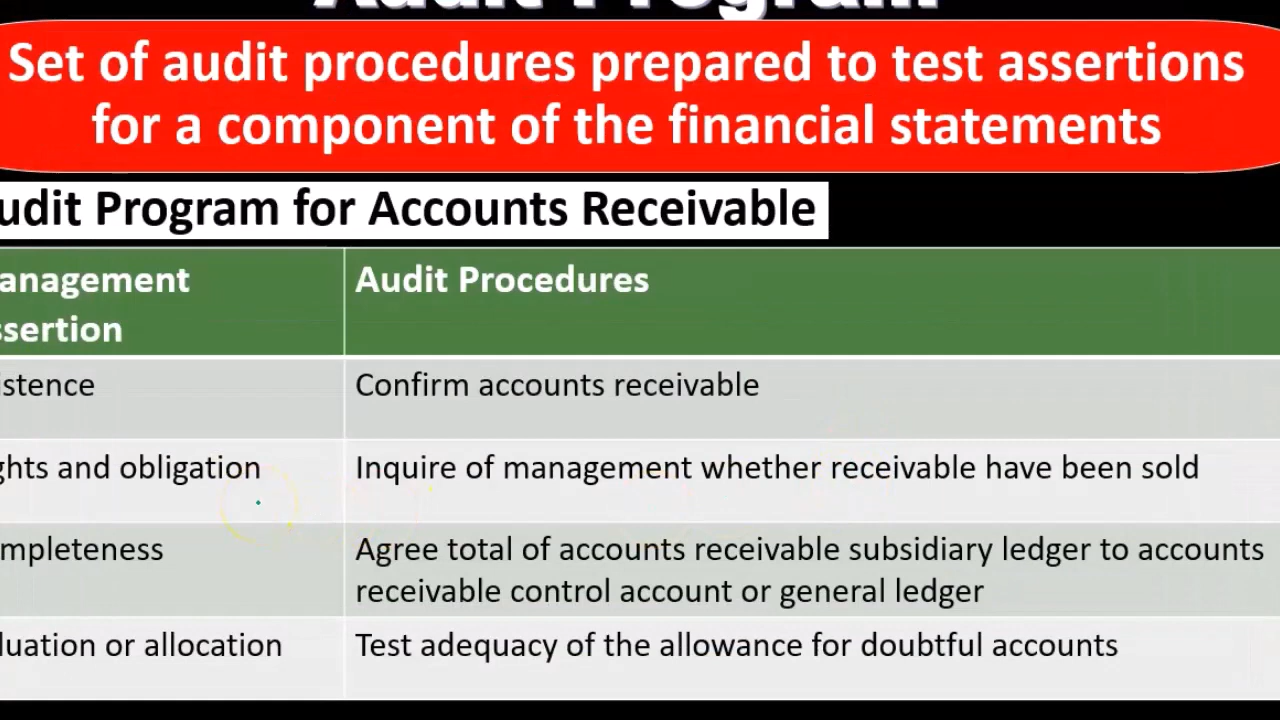 Audit Program
Set of audit procedures prepared to test assertions
for a component of the financial statements
udit Program for Accounts Receivable
anagement
ssertion
Audit Procedures
istence
Confirm accounts receivable
ghts and obligation
Inquire of management whether receivable have been sold
mpleteness
Agree total of accounts receivable subsidiary ledger to accounts
receivable control account or general ledger
luation or allocation
Test adequacy of the allowance for doubtful accounts